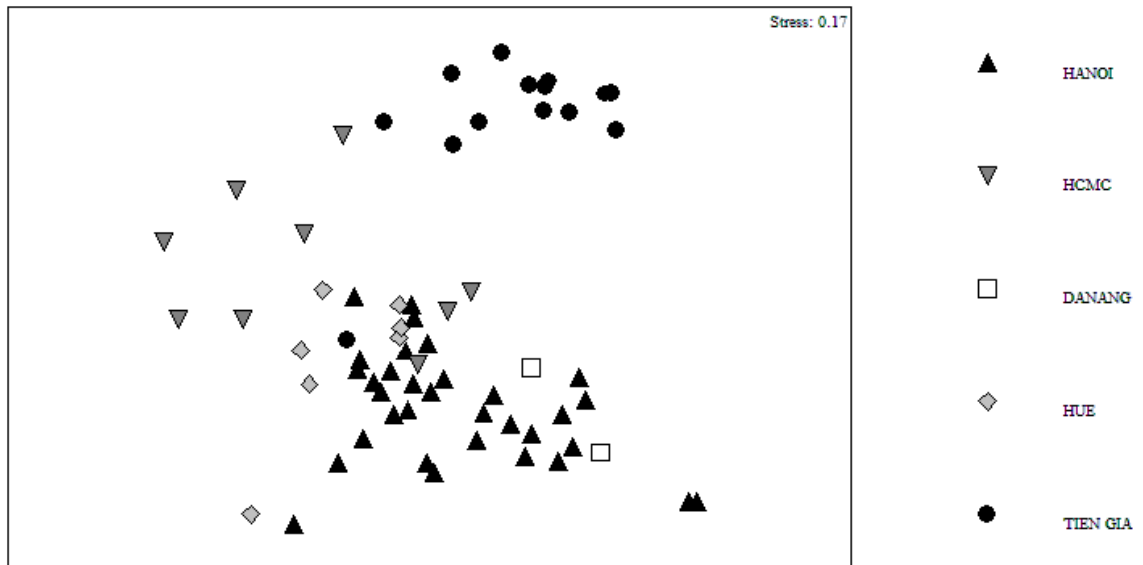 Stress: 0.17
HANOI
HCMC
DANANG
HUE
TIEN GIA